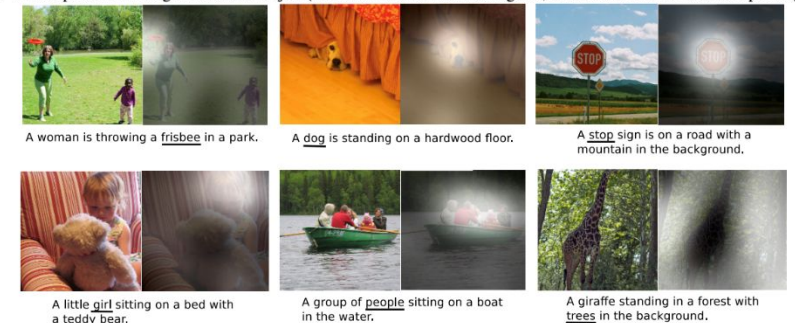 A woman is throwing a frisbee in a park.
A dog is standing on a hardwood floor.
STOP
A stop sign is on a road with a
mountain in the background.
A little girl sitting on a bed with
a teddy bear.
A group of people sitting on a boat
in the water.
A giraffe standing in a forest with
trees in the background.